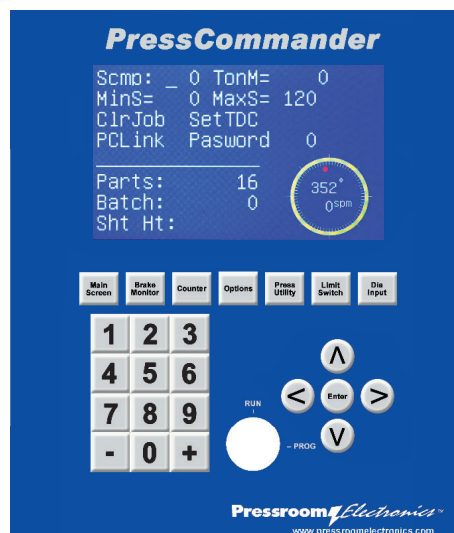 PressCommander
Scmp: _ 0 TonM= 0
MinS= 0 MaxS= 120
ClrJob SetTDC
PCLink Pasword 0
Parts: 16
Batch: 0
Sht Ht:
352°
0spm
Main Screen
Brake Monitor
Counter
Options
Press Utility
Limit Switch
Die Input
1 2 3
4 5 6
7 8 9
- 0 +
RUN
- PROG
Λ
< Enter >
V
Pressroom Electronics ™
www.pressroomelectronics.com